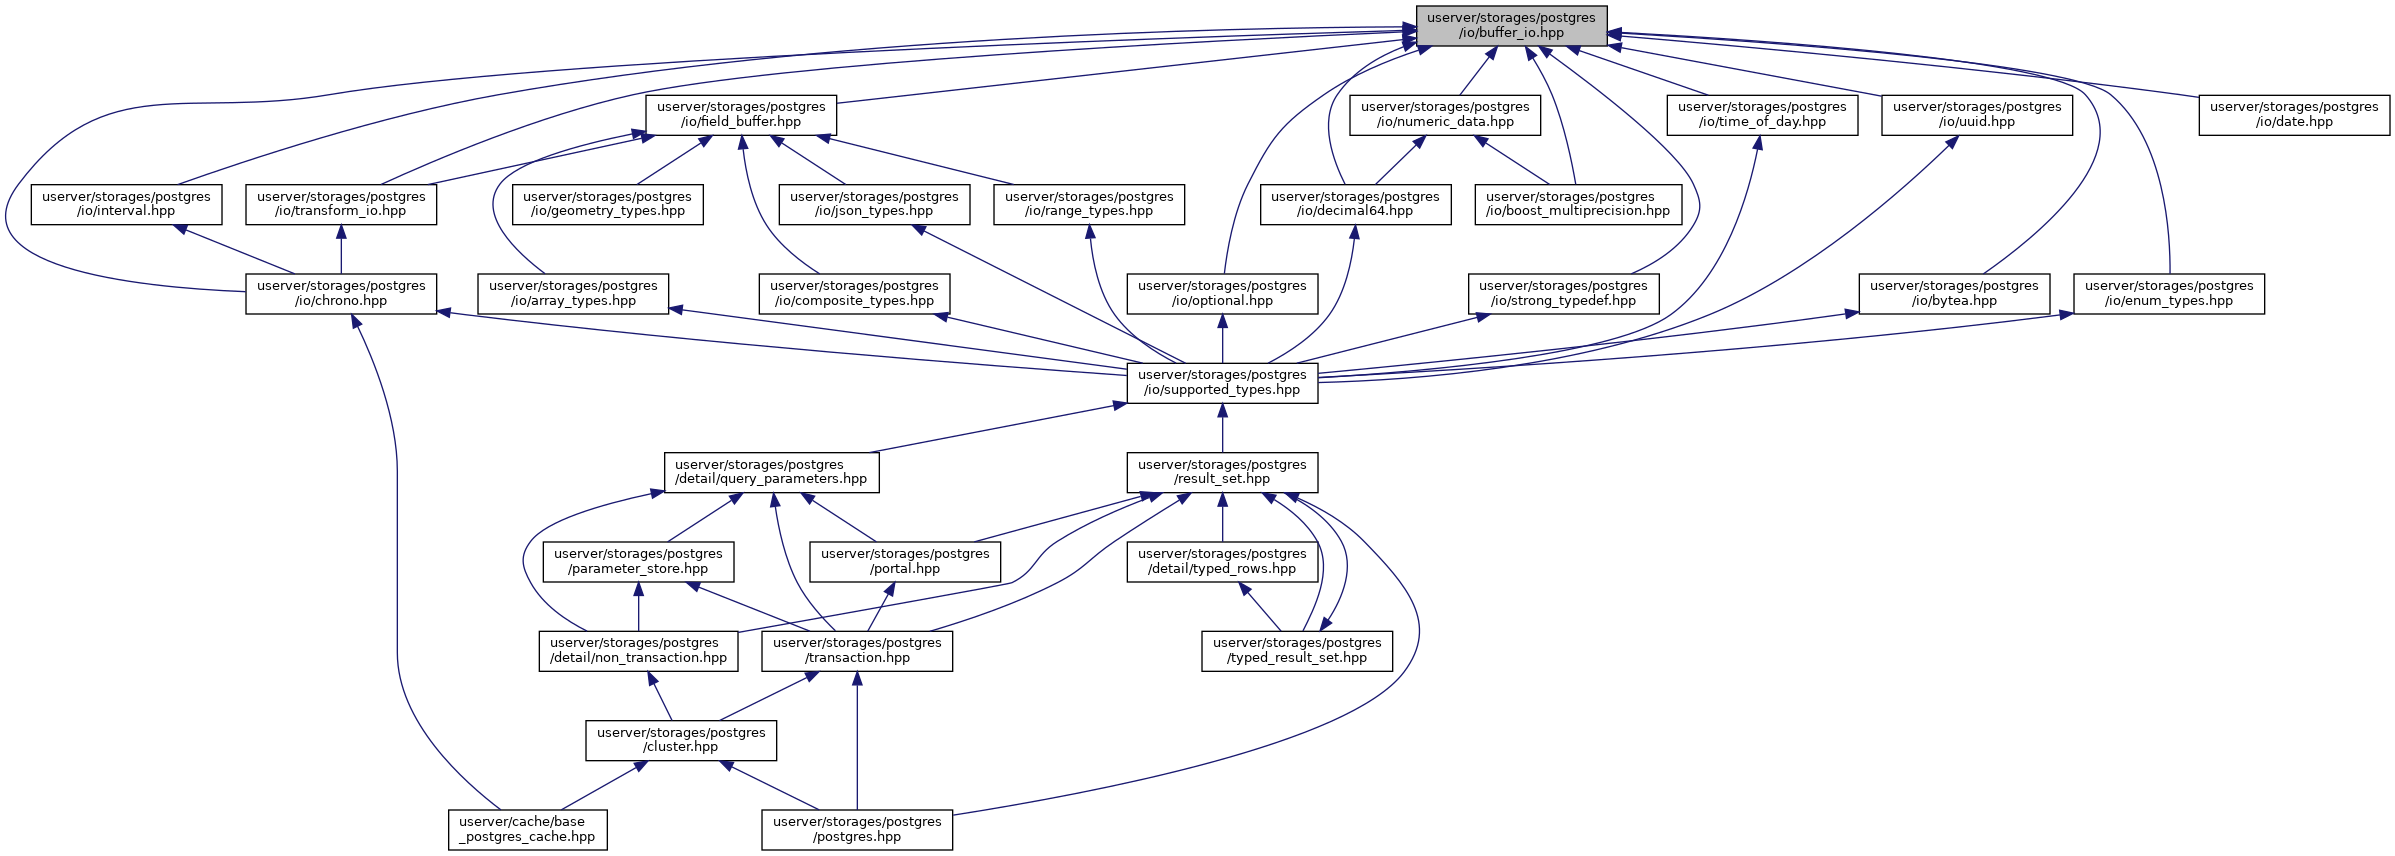 userver/storages/postgres
/io/buffer_io.hpp
userver/storages/postgres
/io/field_buffer.hpp
userver/storages/postgres
/io/numeric_data.hpp
userver/storages/postgres
/io/time_of_day.hpp
userver/storages/postgres
/io/uuid.hpp
userver/storages/postgres
/io/date.hpp
userver/storages/postgres
/io/interval.hpp
userver/storages/postgres
/io/transform_io.hpp
userver/storages/postgres
/io/geometry_types.hpp
userver/storages/postgres
/io/json_types.hpp
userver/storages/postgres
/io/range_types.hpp
userver/storages/postgres
/io/decimal64.hpp
userver/storages/postgres
/io/boost_multiprecision.hpp
userver/storages/postgres
/io/chrono.hpp
userver/storages/postgres
/io/array_types.hpp
userver/storages/postgres
/io/composite_types.hpp
userver/storages/postgres
/io/optional.hpp
userver/storages/postgres
/io/strong_typedef.hpp
userver/storages/postgres
/io/bytea.hpp
userver/storages/postgres
/io/enum_types.hpp
userver/storages/postgres
/io/supported_types.hpp
userver/storages/postgres
/detail/query_parameters.hpp
userver/storages/postgres
/result_set.hpp
userver/storages/postgres
/parameter_store.hpp
userver/storages/postgres
/portal.hpp
userver/storages/postgres
/detail/typed_rows.hpp
userver/storages/postgres
/detail/non_transaction.hpp
userver/storages/postgres
/transaction.hpp
userver/storages/postgres
/typed_result_set.hpp
userver/storages/postgres
/cluster.hpp
userver/cache/base
_postgres_cache.hpp
userver/storages/postgres
/postgres.hpp